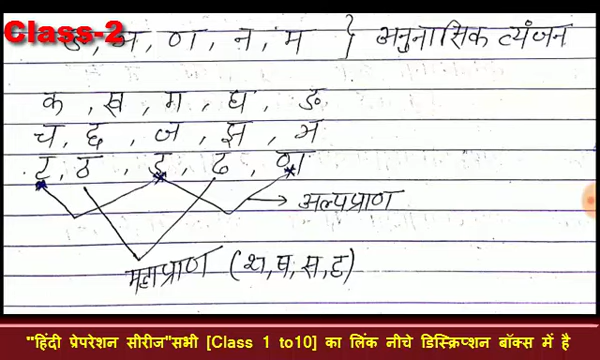 Class-2
ङ, ञ, ण, न, म } अनुनासिक व्यंजन
क, ख, ग, घ, ङ
च, छ, ज, झ, ञ
ट, ठ, ड, ढ, ण
अल्पप्राण
महाप्राण (श, ष, स, ह)
"हिंदी प्रेपरेशन सीरीज"सभी [Class 1 to10] का लिंक नीचे डिस्क्रिप्शन बॉक्स में है